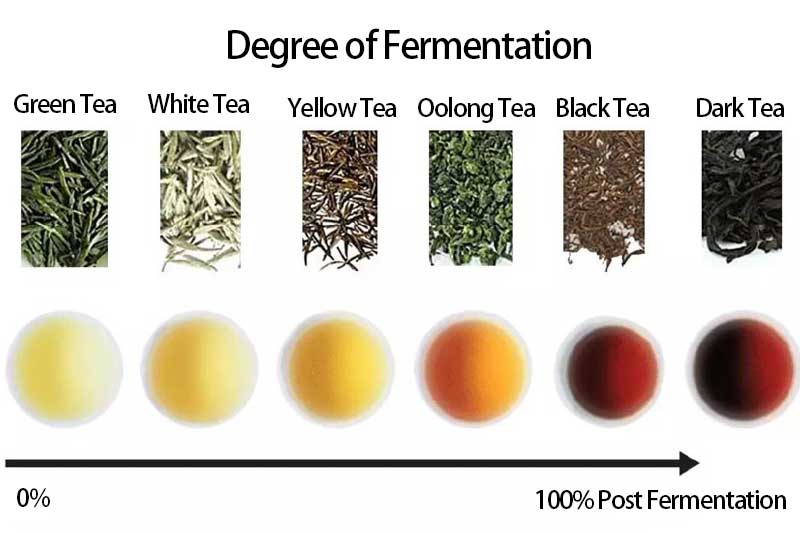 Degree of Fermentation
Green Tea White Tea Yellow Tea Oolong Tea Black Tea Dark Tea
0% 100% Post Fermentation